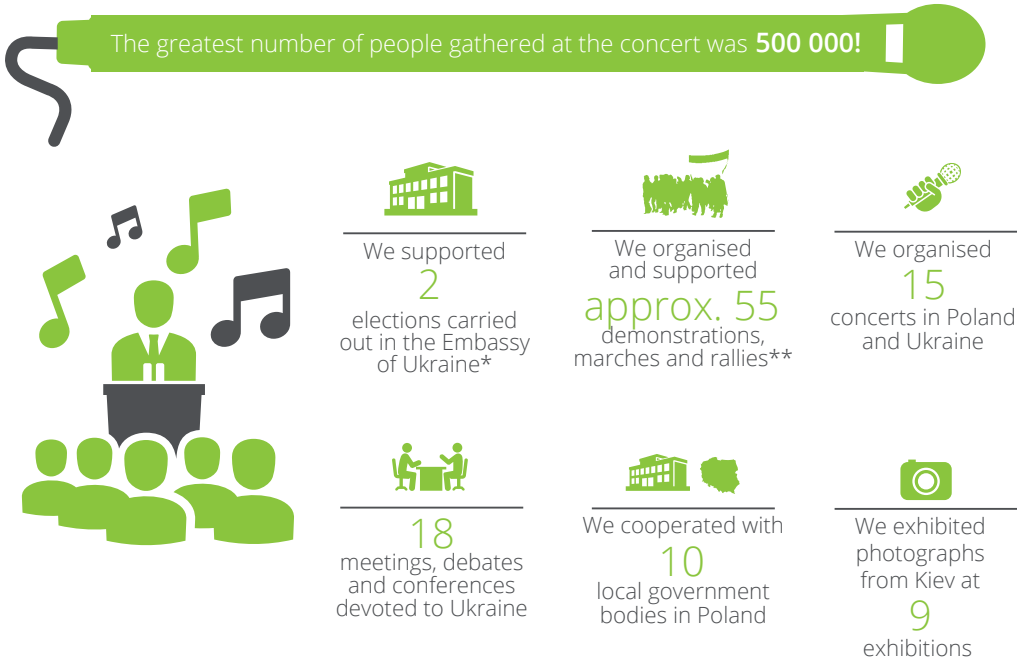 The greatest number of people gathered at the concert was 500 000!
We supported
2
elections carried
out in the Embassy
of Ukraine*
We organised
and supported
approx. 55
demonstrations,
marches and rallies**
We organised
15
concerts in Poland
and Ukraine
18
meetings, debates
and conferences
devoted to Ukraine
We cooperated with
10
local government
bodies in Poland
We exhibited
photographs
from Kiev at
9
exhibitions